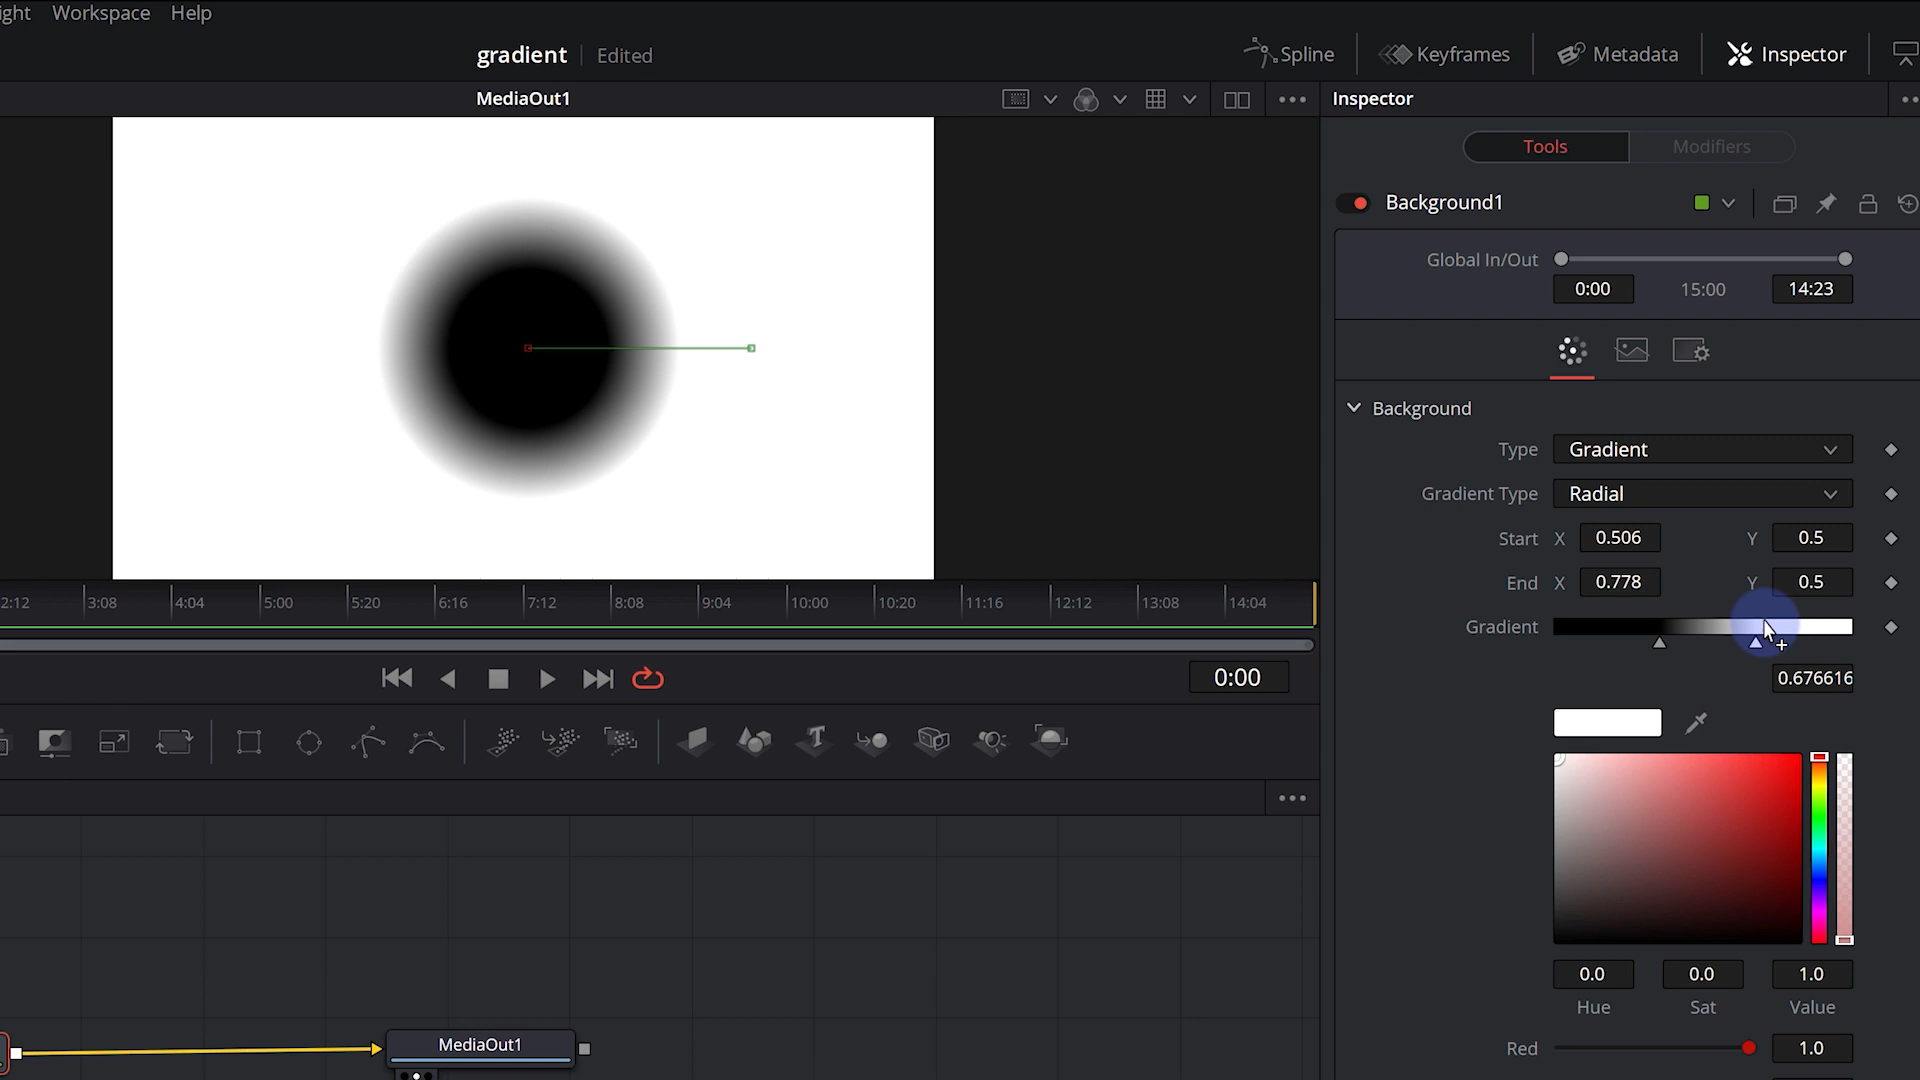 ight Workspace Help
gradient Edited
Spline Keyframes Metadata Inspector
MediaOut1
Inspector
Tools Modifiers
Background1
Global In/Out
0:00 15:00 14:23
Background
Type Gradient
Gradient Type Radial
Start X 0.506 Y 0.5
End X 0.778 Y 0.5
Gradient
0.676616
2:12 3:08 4:04 5:00 5:20 6:16 7:12 8:08 9:04 10:00 10:20 11:16 12:12 13:08 14:04
0:00
T
0.0 0.0 1.0
Hue Sat Value
Red 1.0
MediaOut1